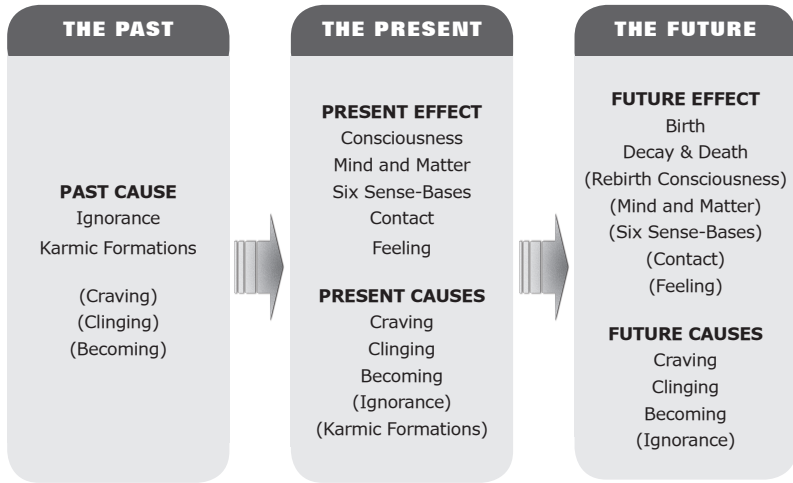 THE PAST
PAST CAUSE
Ignorance
Karmic Formations
(Craving)
(Clinging)
(Becoming)
THE PRESENT
PRESENT EFFECT
Consciousness
Mind and Matter
Six Sense-Bases
Contact
Feeling
PRESENT CAUSES
Craving
Clinging
Becoming
(Ignorance)
(Karmic Formations)
THE FUTURE
FUTURE EFFECT
Birth
Decay & Death
(Rebirth Consciousness)
(Mind and Matter)
(Six Sense-Bases)
(Contact)
(Feeling)
FUTURE CAUSES
Craving
Clinging
Becoming
(Ignorance)